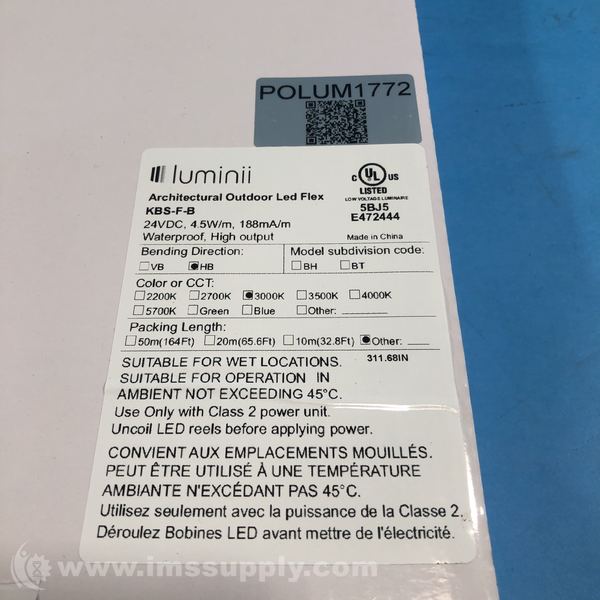 POLUM1772
luminii
Architectural Outdoor Led Flex
KBS-F-B
24VDC, 4.5W/m, 188mA/m
Waterproof, High output
C UL US
LISTED
LOW VOLTAGE LUMINAIRE
5BJ5
E472444
Made in China
Bending Direction: Model subdivision code:
VB HB BH BT
Color or CCT:
2200K 2700K 3000K 3500K 4000K
5700K Green Blue Other:
Packing Length:
50m(164Ft) 20m(65.6Ft) 10m(32.8Ft) Other:
311.68IN
SUITABLE FOR WET LOCATIONS.
SUITABLE FOR OPERATION IN
AMBIENT NOT EXCEEDING 45°C.
Use Only with Class 2 power unit.
Uncoil LED reels before applying power.
CONVIENT AUX EMPLACEMENTS MOUILLÉS.
PEUT ÊTRE UTILISÉ À UNE TEMPÉRATURE
AMBIANTE N'EXCÉDANT PAS 45°C.
Utilisez seulement avec la puissance de la Classe 2.
Déroulez Bobines LED avant mettre de l'électricité.
www.imssupply.com